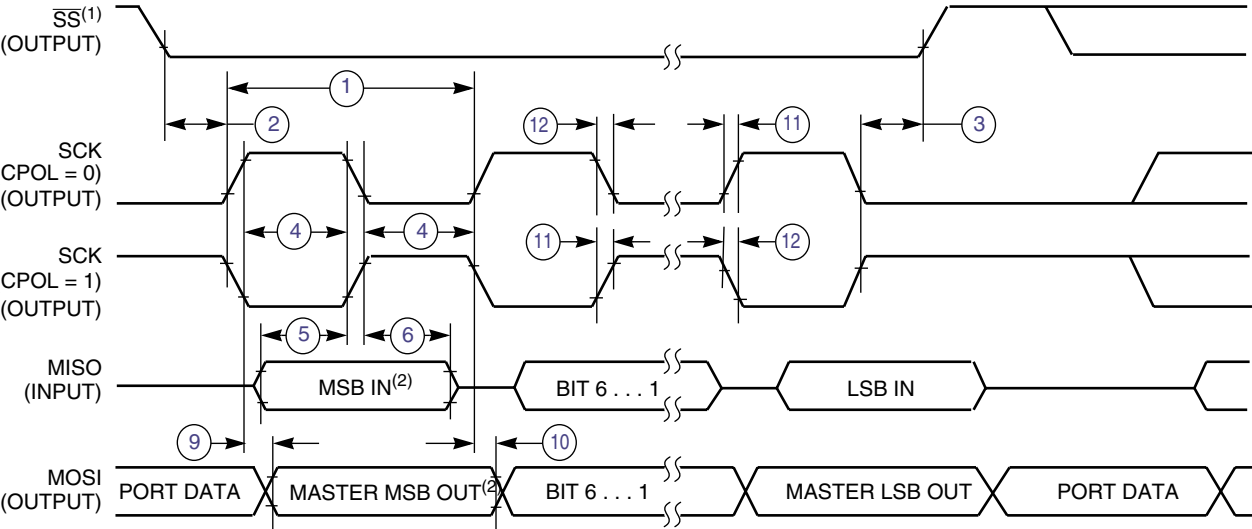 SS(1)
(OUTPUT)
1
2
12
11
3
SCK
CPOL = 0)
(OUTPUT)
4
4
11
12
SCK
CPOL = 1)
(OUTPUT)
5
6
MISO
(INPUT)
MSB IN(2)
BIT 6 . . . 1
LSB IN
9
10
MOSI
(OUTPUT)
PORT DATA
MASTER MSB OUT(2
BIT 6 . . . 1
MASTER LSB OUT
PORT DATA